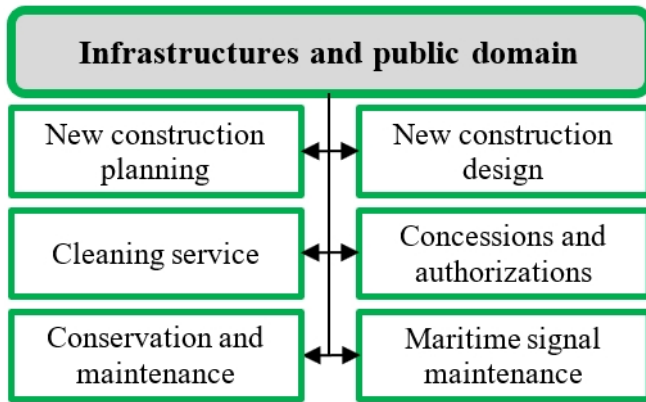 Infrastructures and public domain
New construction
planning
New construction
design
Cleaning service
Concessions and
authorizations
Conservation and
maintenance
Maritime signal
maintenance